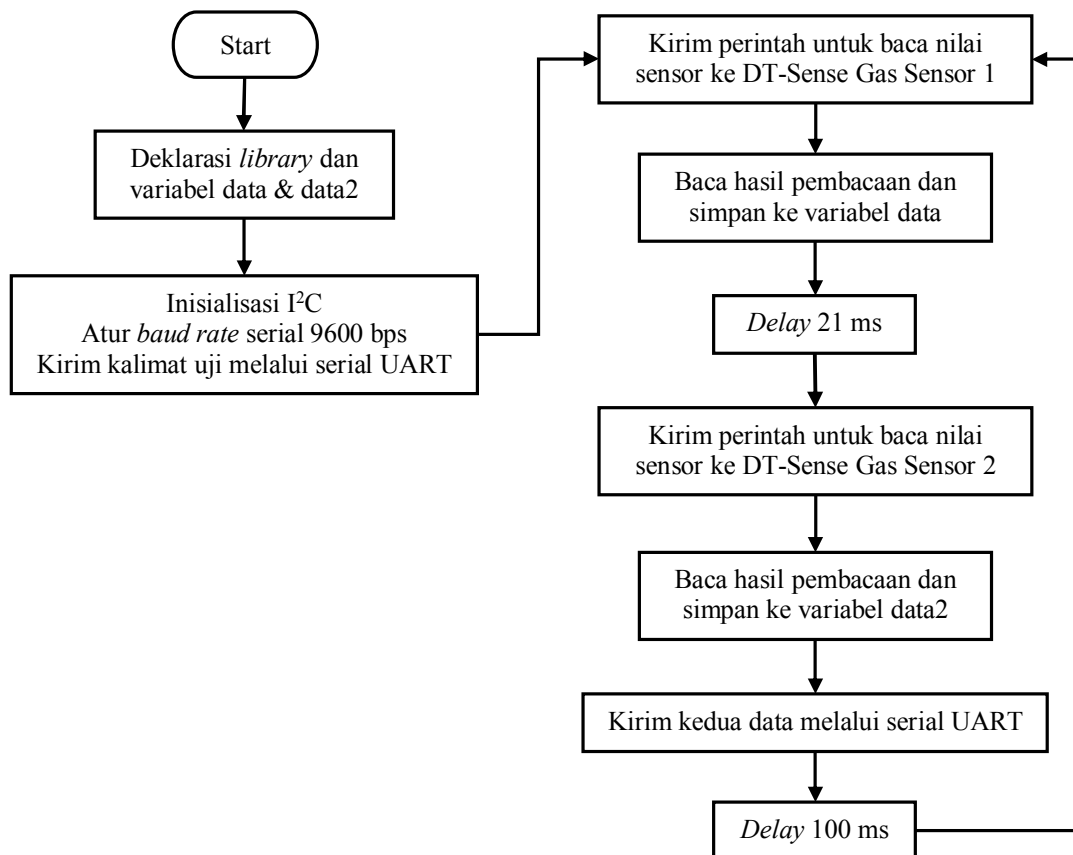 Start
Deklarasi library dan
variabel data & data2
Inisialisasi I²C
Atur baud rate serial 9600 bps
Kirim kalimat uji melalui serial UART
Kirim perintah untuk baca nilai
sensor ke DT-Sense Gas Sensor 1
Baca hasil pembacaan dan
simpan ke variabel data
Delay 21 ms
Kirim perintah untuk baca nilai
sensor ke DT-Sense Gas Sensor 2
Baca hasil pembacaan dan
simpan ke variabel data2
Kirim kedua data melalui serial UART
Delay 100 ms